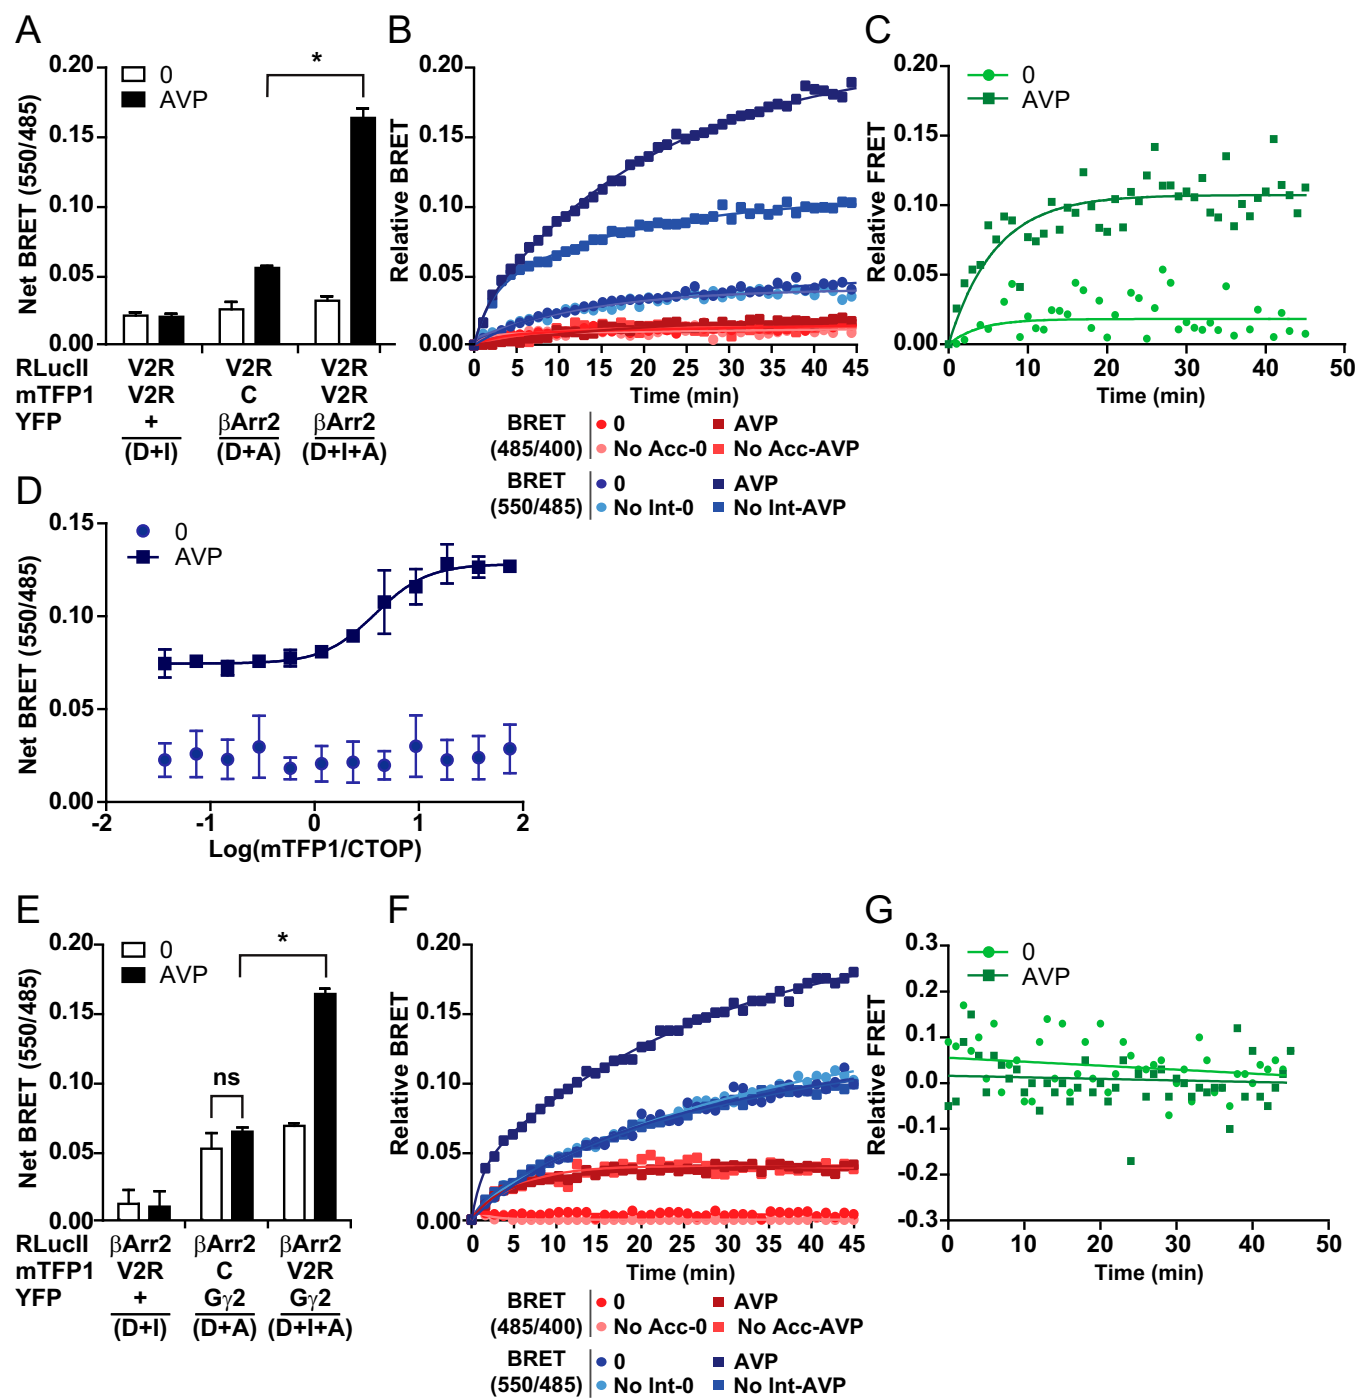 A
Net BRET (550/485)
0.20
0.15
0.10
0.05
0.00
0
AVP
*
RLucII V2R V2R V2R
mTFP1 V2R C V2R
YFP + βArr2 βArr2
(D+I) (D+A) (D+I+A)
B
Relative BRET
0.20
0.15
0.10
0.05
0.00
0 5 10 15 20 25 30 35 40 45
Time (min)
BRET (485/400)
0 AVP
No Acc-0 No Acc-AVP
BRET (550/485)
0 AVP
No Int-0 No Int-AVP
C
Relative FRET
0.20
0.15
0.10
0.05
0.00
0
AVP
0 10 20 30 40 50
Time (min)
D
Net BRET (550/485)
0.15
0.10
0.05
0.00
0
AVP
-2 -1 0 1 2
Log(mTFP1/CTOP)
E
Net BRET (550/485)
0.20
0.15
0.10
0.05
0.00
0
AVP
*
ns
RLucII βArr2 βArr2 βArr2
mTFP1 V2R C V2R
YFP + Gγ2 Gγ2
(D+I) (D+A) (D+I+A)
F
Relative BRET
0.20
0.15
0.10
0.05
0.00
0 5 10 15 20 25 30 35 40 45
Time (min)
BRET (485/400)
0 AVP
No Acc-0 No Acc-AVP
BRET (550/485)
0 AVP
No Int-0 No Int-AVP
G
Relative FRET
0.3
0.2
0.1
0.0
-0.1
-0.2
-0.3
0
AVP
0 10 20 30 40 50
Time (min)